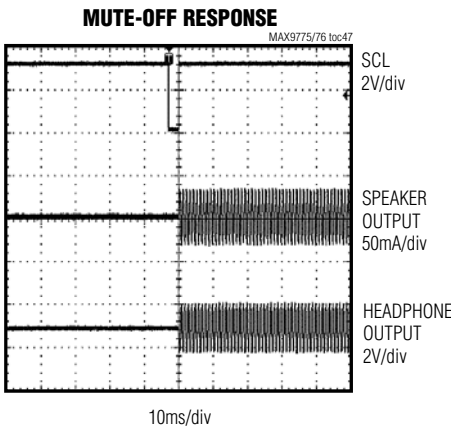 MUTE-OFF RESPONSE
MAX9775/76 toc47
SCL
2V/div
SPEAKER
OUTPUT
50mA/div
HEADPHONE
OUTPUT
2V/div
10ms/div